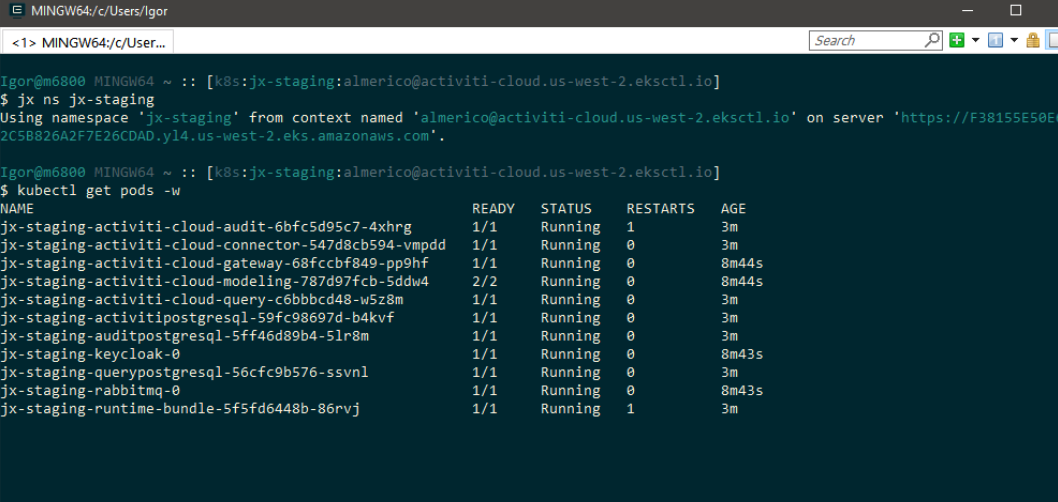 MINGW64:/c/Users/Igor
<1> MINGW64:/c/User...
Search
Igor@m6800 MINGW64 ~ :: [k8s:jx-staging:almerico@activiti-cloud.us-west-2.eksctl.io]
$ jx ns jx-staging
Using namespace 'jx-staging' from context named 'almerico@activiti-cloud.us-west-2.eksctl.io' on server 'https://F38155E50E
2C5B826A2F7E26CDAD.yl4.us-west-2.eks.amazonaws.com'.
Igor@m6800 MINGW64 ~ :: [k8s:jx-staging:almerico@activiti-cloud.us-west-2.eksctl.io]
$ kubectl get pods -w
NAME READY STATUS RESTARTS AGE
jx-staging-activiti-cloud-audit-6bfc5d95c7-4xhrg 1/1 Running 1 3m
jx-staging-activiti-cloud-connector-547d8cb594-vmpdd 1/1 Running 0 3m
jx-staging-activiti-cloud-gateway-68fccbf849-pp9hf 1/1 Running 0 8m44s
jx-staging-activiti-cloud-modeling-787d97fcb-5ddw4 2/2 Running 0 8m44s
jx-staging-activiti-cloud-query-c6bbbcd48-w5z8m 1/1 Running 0 3m
jx-staging-activitipostgresql-59fc98697d-b4kvf 1/1 Running 0 3m
jx-staging-auditpostgresql-5ff46d89b4-5lr8m 1/1 Running 0 3m
jx-staging-keycloak-0 1/1 Running 0 8m43s
jx-staging-querypostgresql-56cfc9b576-ssvnl 1/1 Running 0 3m
jx-staging-rabbitmq-0 1/1 Running 0 8m43s
jx-staging-runtime-bundle-5f5fd6448b-86rvj 1/1 Running 1 3m